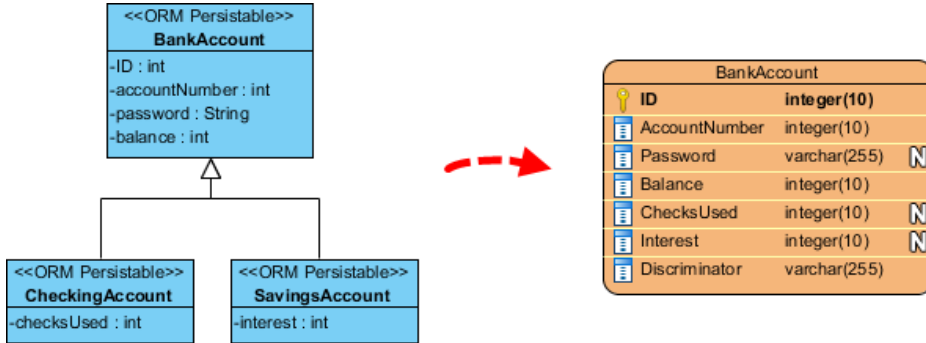 <<ORM Persistable>>
BankAccount
-ID : int
-accountNumber : int
-password : String
-balance : int
<<ORM Persistable>>
CheckingAccount
-checksUsed : int
<<ORM Persistable>>
SavingsAccount
-interest : int
BankAccount
ID integer(10)
AccountNumber integer(10)
Password varchar(255) N
Balance integer(10)
ChecksUsed integer(10) N
Interest integer(10) N
Discriminator varchar(255)